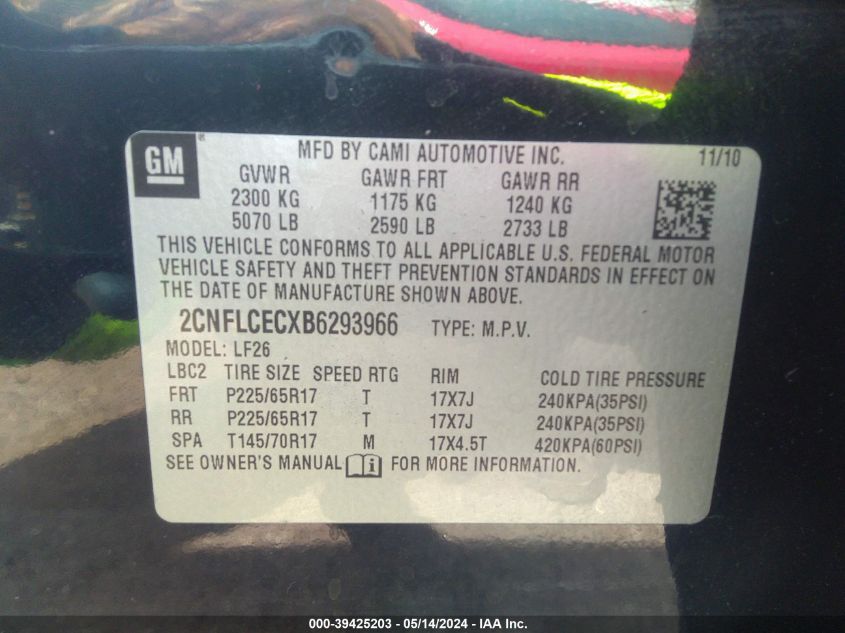 GM
MFD BY CAMI AUTOMOTIVE INC. 11/10
GVWR GAWR FRT GAWR RR
2300 KG 1175 KG 1240 KG
5070 LB 2590 LB 2733 LB
THIS VEHICLE CONFORMS TO ALL APPLICABLE U.S. FEDERAL MOTOR
VEHICLE SAFETY AND THEFT PREVENTION STANDARDS IN EFFECT ON
THE DATE OF MANUFACTURE SHOWN ABOVE.
2CNFLCECXB6293966 TYPE: M.P.V.
MODEL: LF26
LBC2 TIRE SIZE SPEED RTG RIM COLD TIRE PRESSURE
FRT P225/65R17 T 17X7J 240KPA(35PSI)
RR P225/65R17 T 17X7J 240KPA(35PSI)
SPA T145/70R17 M 17X4.5T 420KPA(60PSI)
SEE OWNER'S MANUAL i FOR MORE INFORMATION.
000-39425203 - 05/14/2024 - IAA Inc.